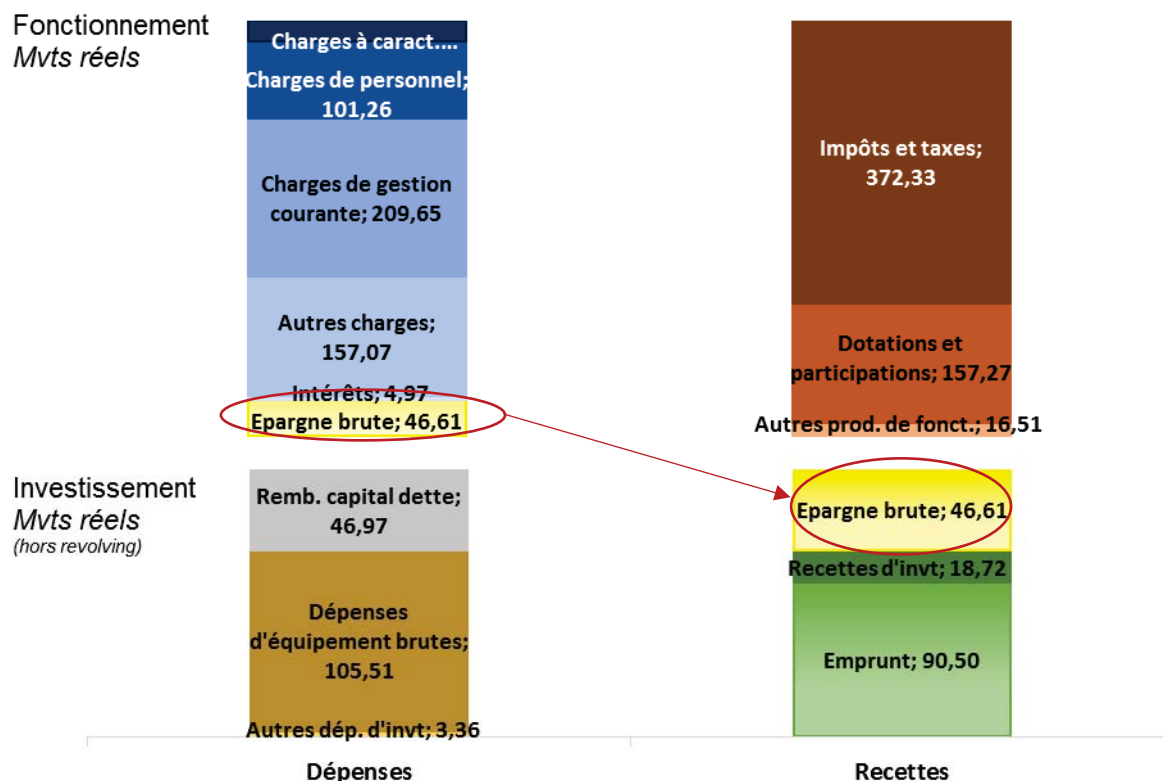 Fonctionnement
Mvts réels
Charges à caract....
Charges de personnel;
101,26
Charges de gestion
courante; 209,65
Autres charges;
157,07
Intérêts; 4,97
Epargne brute; 46,61
Impôts et taxes;
372,33
Dotations et
participations; 157,27
Autres prod. de fonct.; 16,51
Investissement
Mvts réels
(hors revolving)
Remb. capital dette;
46,97
Dépenses
d'équipement brutes;
105,51
Autres dép. d'invt; 3,36
Epargne brute; 46,61
Recettes d'invt; 18,72
Emprunt; 90,50
Dépenses
Recettes